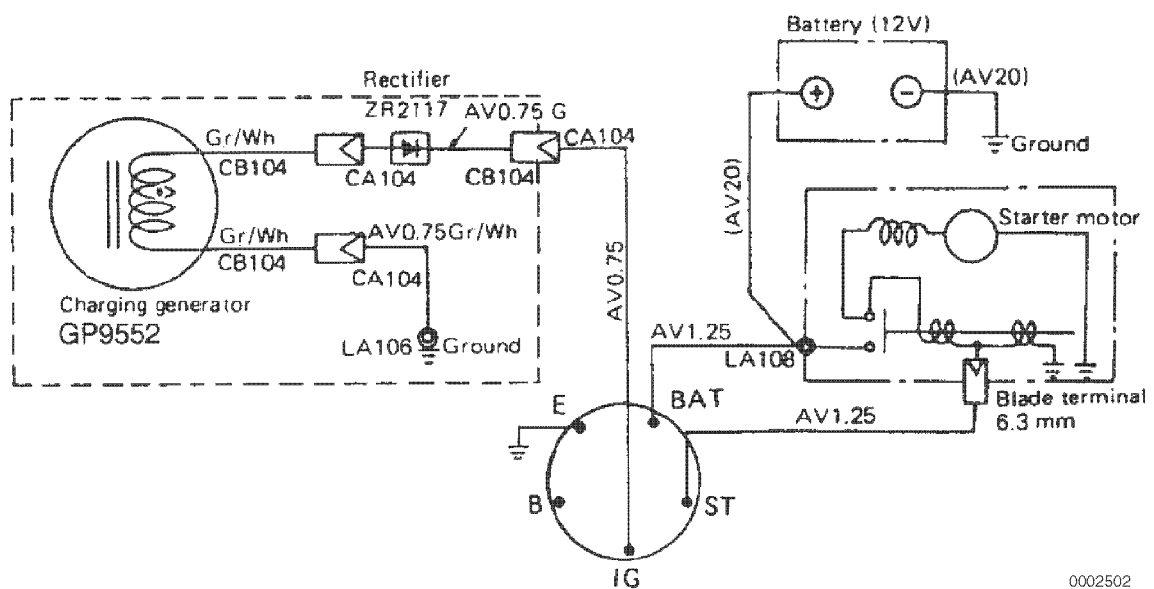 Battery (12V)
(AV20)
Ground
Rectifier
ZR2117
AV0.75 G
Gr/Wh
CA104
CB104
CA104
CB104
(AV20)
Starter motor
Gr/Wh
AV0.75Gr/Wh
CB104
CA104
AV0.75
Charging generator
GP9552
LA106
Ground
AV1.25
LA108
E
BAT
Blade terminal
6.3 mm
AV1.25
B
ST
IG
0002502